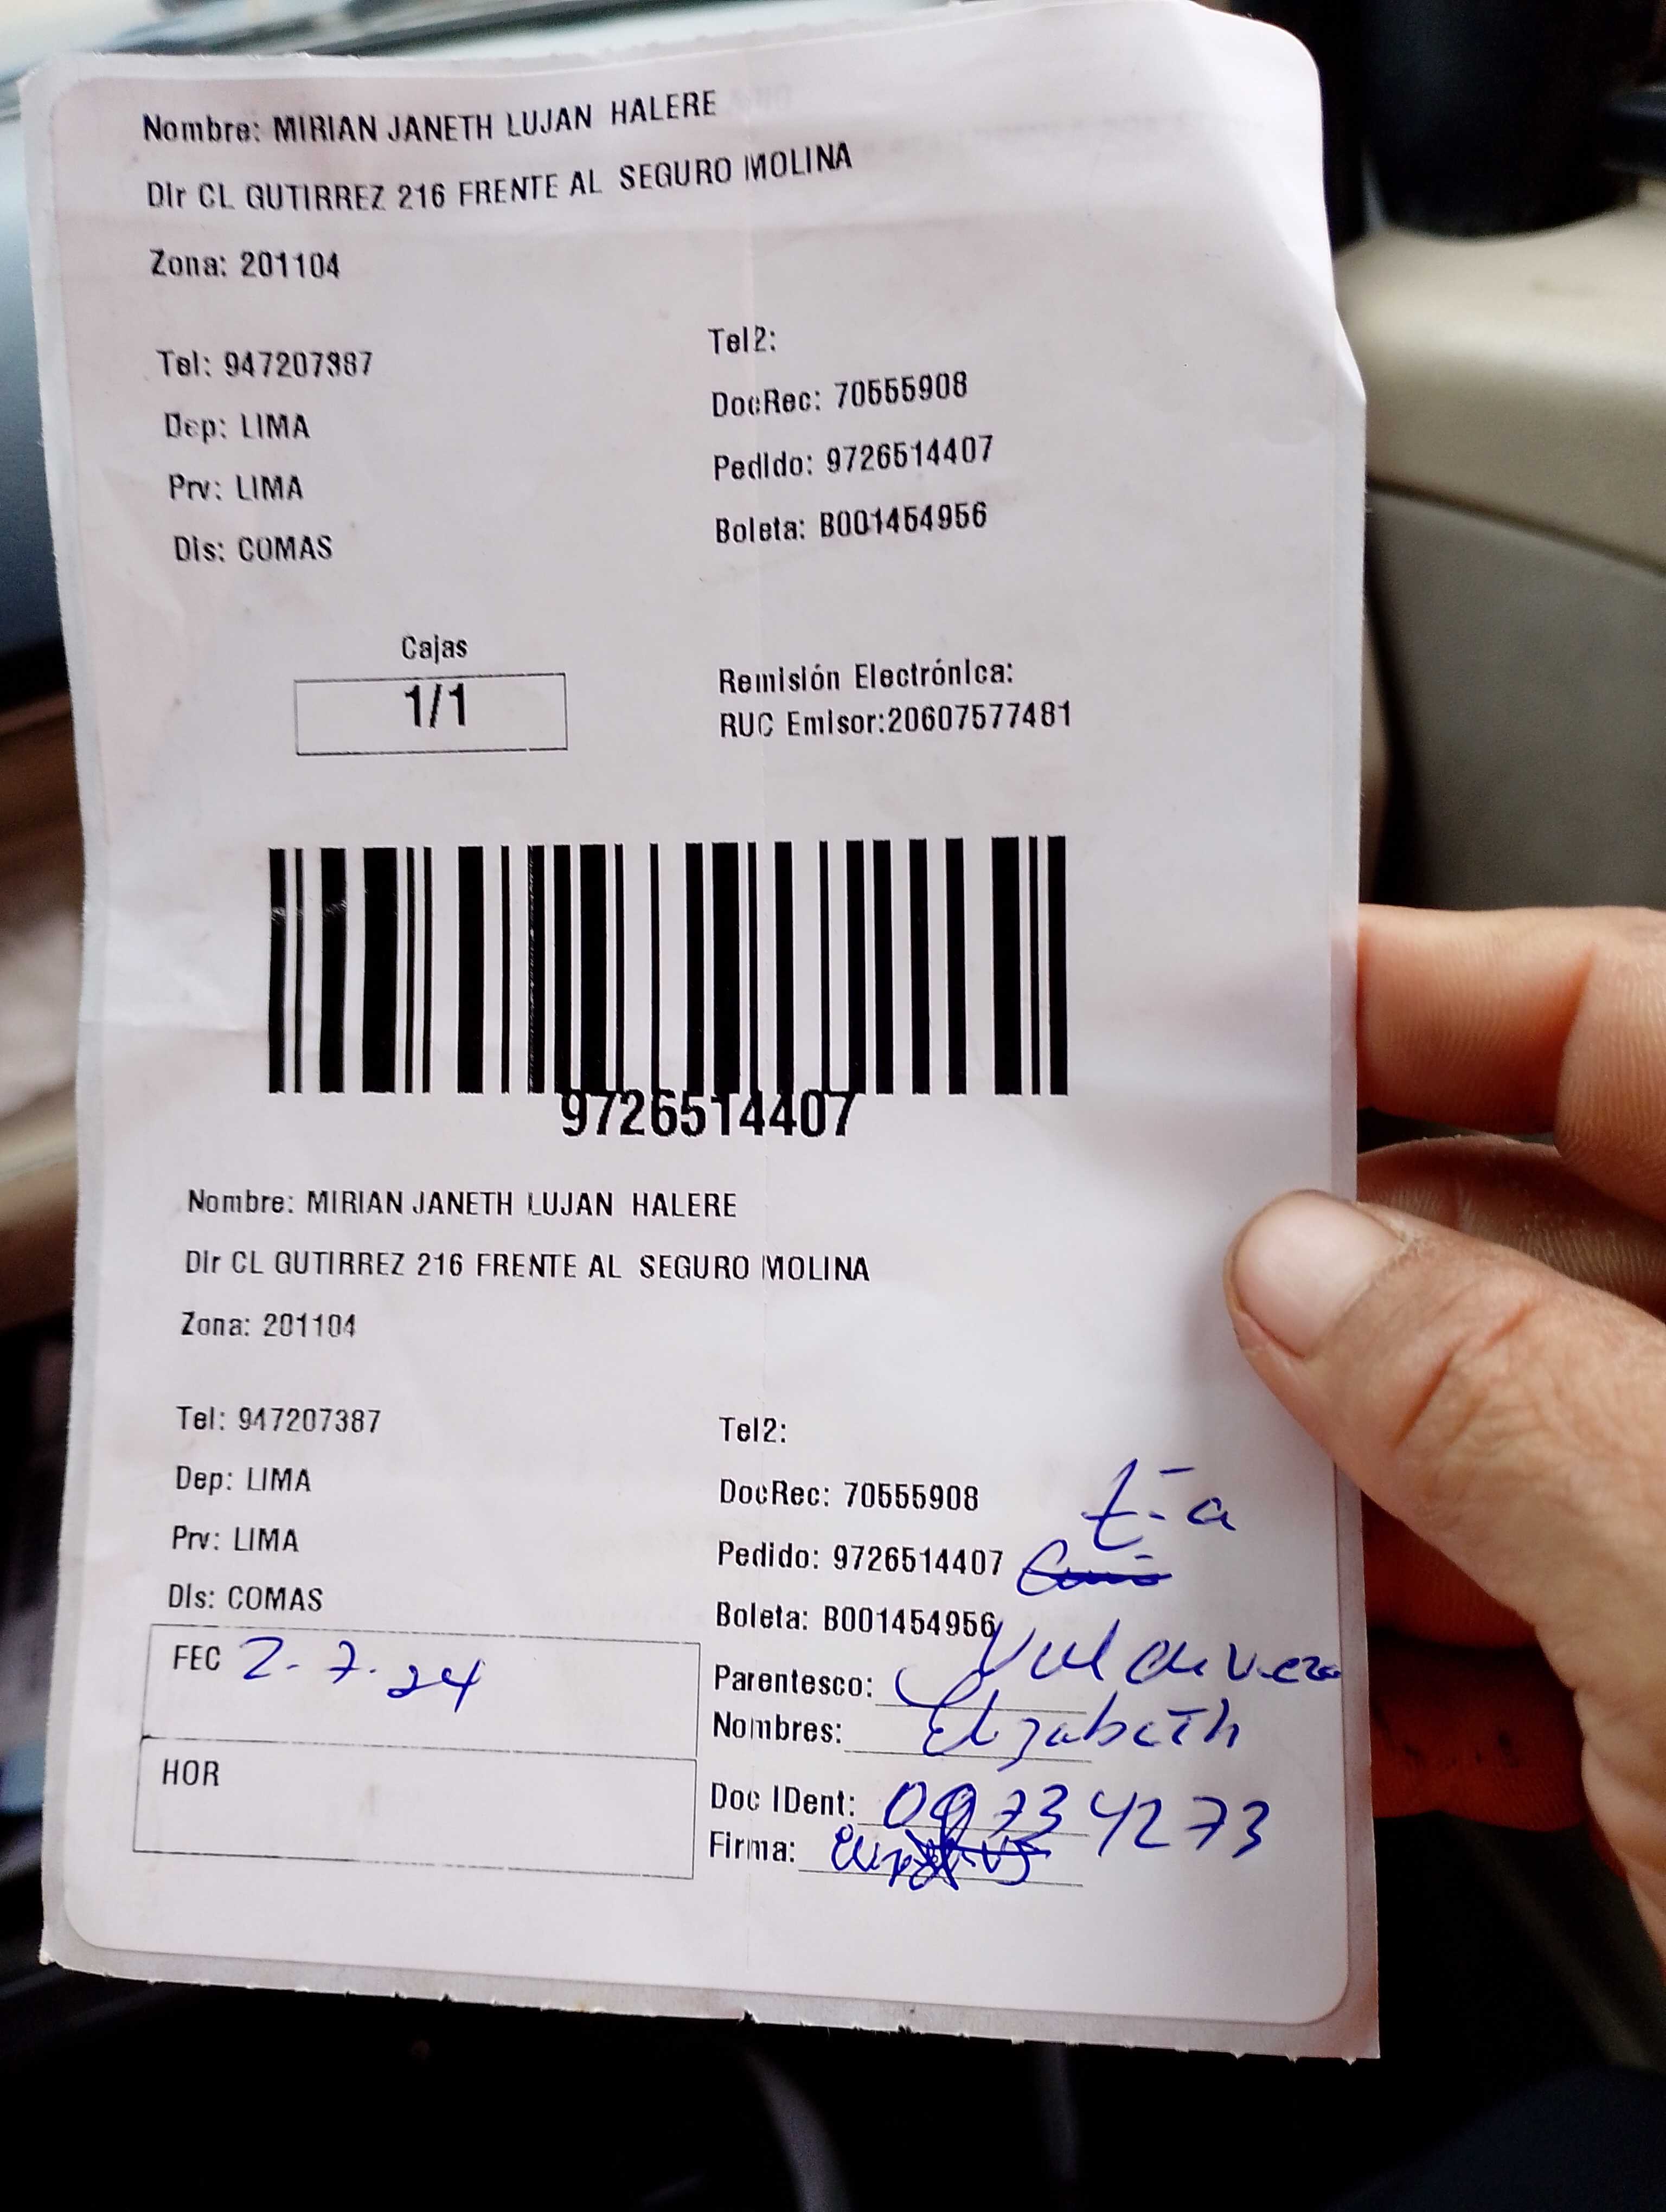 Nombre: MIRIAN JANETH LUJAN HALERE
Dir CL GUTIRREZ 216 FRENTE AL SEGURO MOLINA
Zona: 201104
Tel: 947207387
Tel2:
Dep: LIMA
DocRec: 70555908
Prv: LIMA
Pedido: 9726514407
Dis: COMAS
Boleta: B001454956
Cajas
1/1
Remisión Electrónica:
RUC Emisor:20607577481
9726514407
Nombre: MIRIAN JANETH LUJAN HALERE
Dir CL GUTIRREZ 216 FRENTE AL SEGURO MOLINA
Zona: 201104
Tel: 947207387
Tel2:
Dep: LIMA
DocRec: 70555908 tia
Prv: LIMA
Pedido: 9726514407
Dis: COMAS
Boleta: B001454956
FEC 2-7-24
Parentesco:
Nombres: Elizabeth
HOR
Doc IDent: 09734273
Firma: